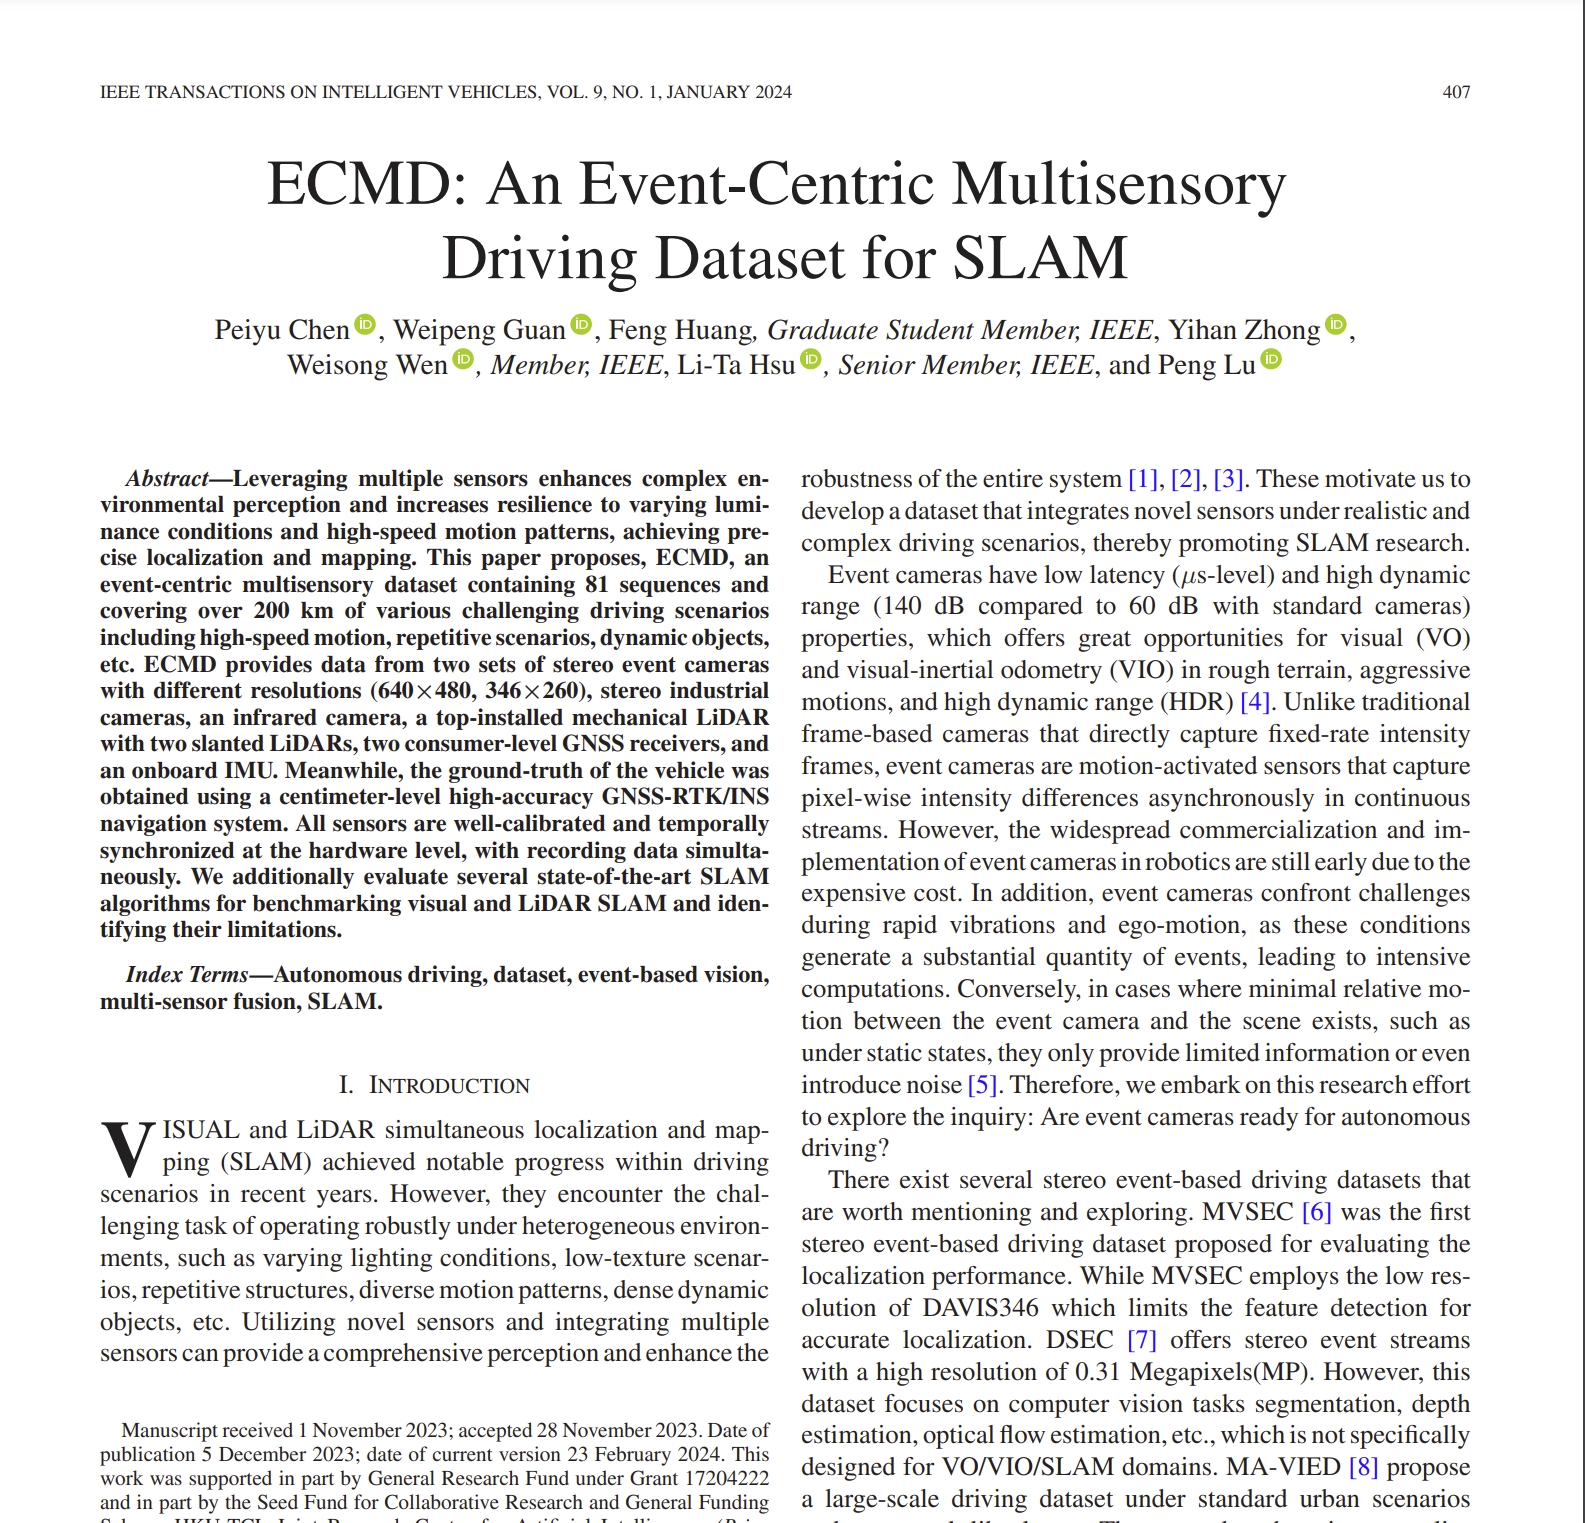 IEEE TRANSACTIONS ON INTELLIGENT VEHICLES, VOL. 9, NO. 1, JANUARY 2024 407
ECMD: An Event-Centric Multisensory
Driving Dataset for SLAM
Peiyu Chen, Weipeng Guan, Feng Huang, Graduate Student Member, IEEE, Yihan Zhong,
Weisong Wen, Member, IEEE, Li-Ta Hsu, Senior Member, IEEE, and Peng Lu
Abstract—Leveraging multiple sensors enhances complex en-
vironmental perception and increases resilience to varying lumi-
nance conditions and high-speed motion patterns, achieving pre-
cise localization and mapping. This paper proposes, ECMD, an
event-centric multisensory dataset containing 81 sequences and
covering over 200 km of various challenging driving scenarios
including high-speed motion, repetitive scenarios, dynamic objects,
etc. ECMD provides data from two sets of stereo event cameras
with different resolutions (640×480, 346×260), stereo industrial
cameras, an infrared camera, a top-installed mechanical LiDAR
with two slanted LiDARs, two consumer-level GNSS receivers, and
an onboard IMU. Meanwhile, the ground-truth of the vehicle was
obtained using a centimeter-level high-accuracy GNSS-RTK/INS
navigation system. All sensors are well-calibrated and temporally
synchronized at the hardware level, with recording data simulta-
neously. We additionally evaluate several state-of-the-art SLAM
algorithms for benchmarking visual and LiDAR SLAM and iden-
tifying their limitations.
Index Terms—Autonomous driving, dataset, event-based vision,
multi-sensor fusion, SLAM.
I. INTRODUCTION
VISUAL and LiDAR simultaneous localization and map-
ping (SLAM) achieved notable progress within driving
scenarios in recent years. However, they encounter the chal-
lenging task of operating robustly under heterogeneous environ-
ments, such as varying lighting conditions, low-texture scenar-
ios, repetitive structures, diverse motion patterns, dense dynamic
objects, etc. Utilizing novel sensors and integrating multiple
sensors can provide a comprehensive perception and enhance the
Manuscript received 1 November 2023; accepted 28 November 2023. Date of
publication 5 December 2023; date of current version 23 February 2024. This
work was supported in part by General Research Fund under Grant 17204222
and in part by the Seed Fund for Collaborative Research and General Funding
robustness of the entire system [1], [2], [3]. These motivate us to
develop a dataset that integrates novel sensors under realistic and
complex driving scenarios, thereby promoting SLAM research.
Event cameras have low latency (μs-level) and high dynamic
range (140 dB compared to 60 dB with standard cameras)
properties, which offers great opportunities for visual (VO)
and visual-inertial odometry (VIO) in rough terrain, aggressive
motions, and high dynamic range (HDR) [4]. Unlike traditional
frame-based cameras that directly capture fixed-rate intensity
frames, event cameras are motion-activated sensors that capture
pixel-wise intensity differences asynchronously in continuous
streams. However, the widespread commercialization and im-
plementation of event cameras in robotics are still early due to the
expensive cost. In addition, event cameras confront challenges
during rapid vibrations and ego-motion, as these conditions
generate a substantial quantity of events, leading to intensive
computations. Conversely, in cases where minimal relative mo-
tion between the event camera and the scene exists, such as
under static states, they only provide limited information or even
introduce noise [5]. Therefore, we embark on this research effort
to explore the inquiry: Are event cameras ready for autonomous
driving?
There exist several stereo event-based driving datasets that
are worth mentioning and exploring. MVSEC [6] was the first
stereo event-based driving dataset proposed for evaluating the
localization performance. While MVSEC employs the low res-
olution of DAVIS346 which limits the feature detection for
accurate localization. DSEC [7] offers stereo event streams
with a high resolution of 0.31 Megapixels(MP). However, this
dataset focuses on computer vision tasks segmentation, depth
estimation, optical flow estimation, etc., which is not specifically
designed for VO/VIO/SLAM domains. MA-VIED [8] propose
a large-scale driving dataset under standard urban scenarios